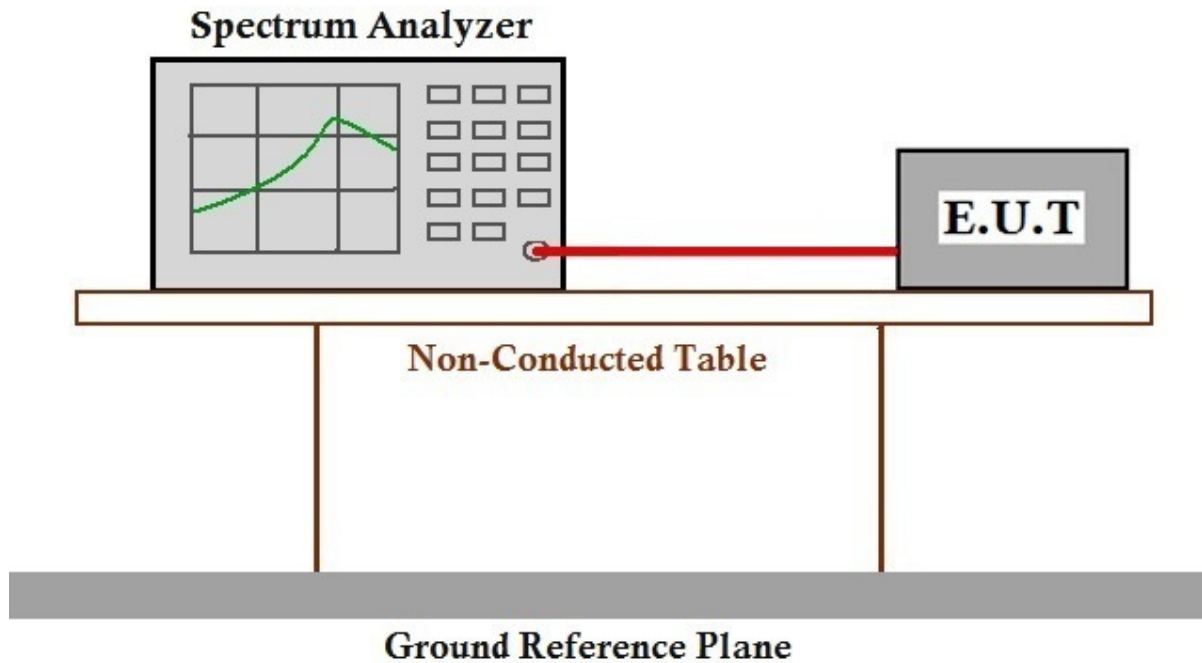 Spectrum Analyzer
E.U.T
Non-Conducted Table
Ground Reference Plane